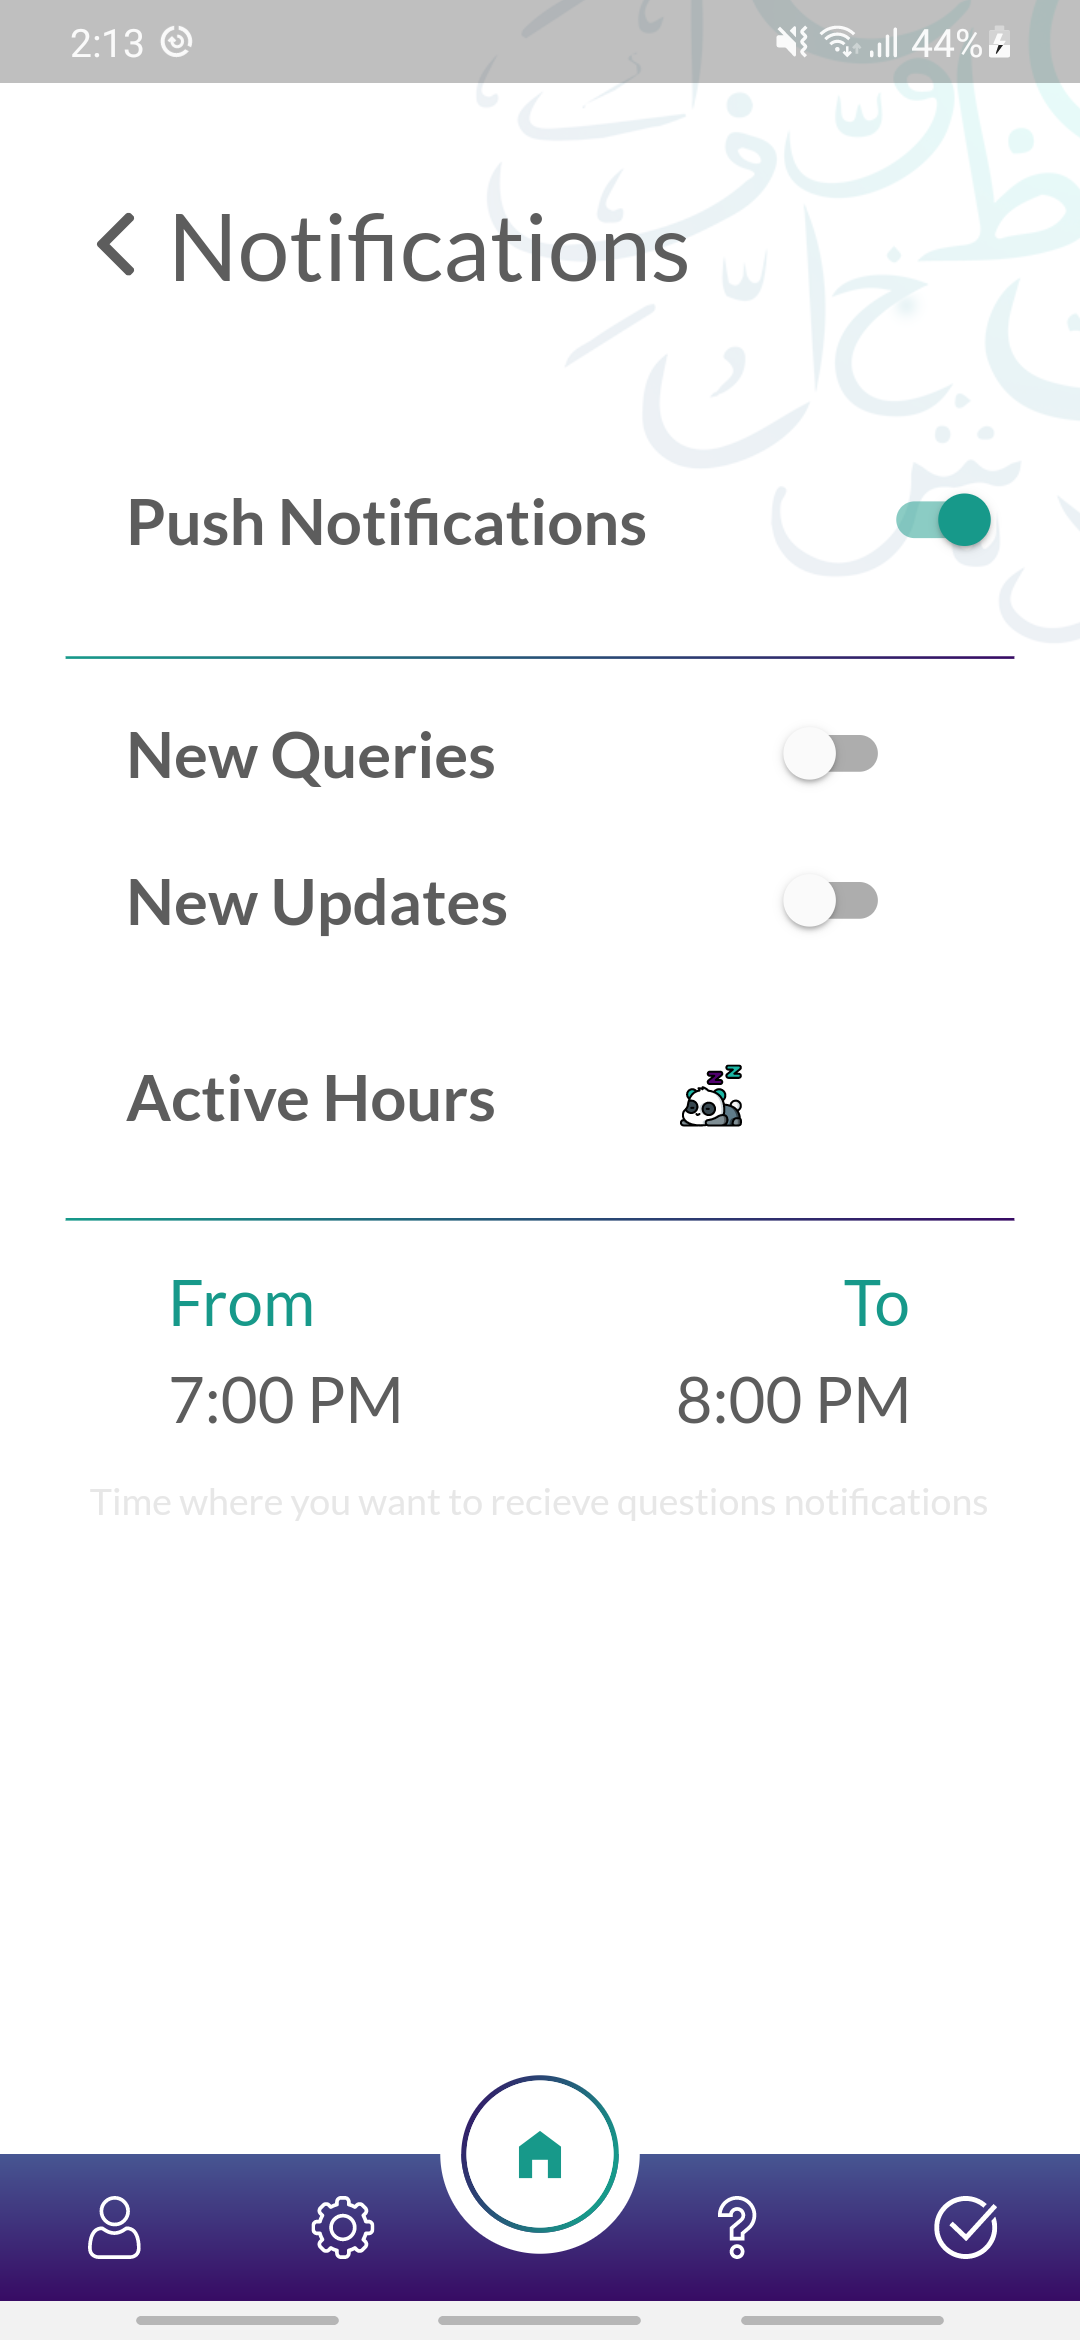 2:13 44%
Notifications
Push Notifications
New Queries
New Updates
Active Hours
From To
7:00 PM 8:00 PM
Time where you want to recieve questions notifications